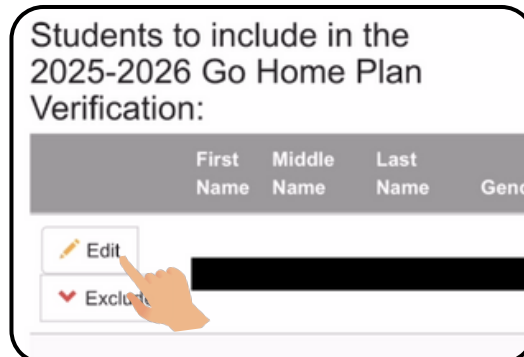 Students to include in the
2025-2026 Go Home Plan
Verification:
First Middle Last
Name Name Name
Edit